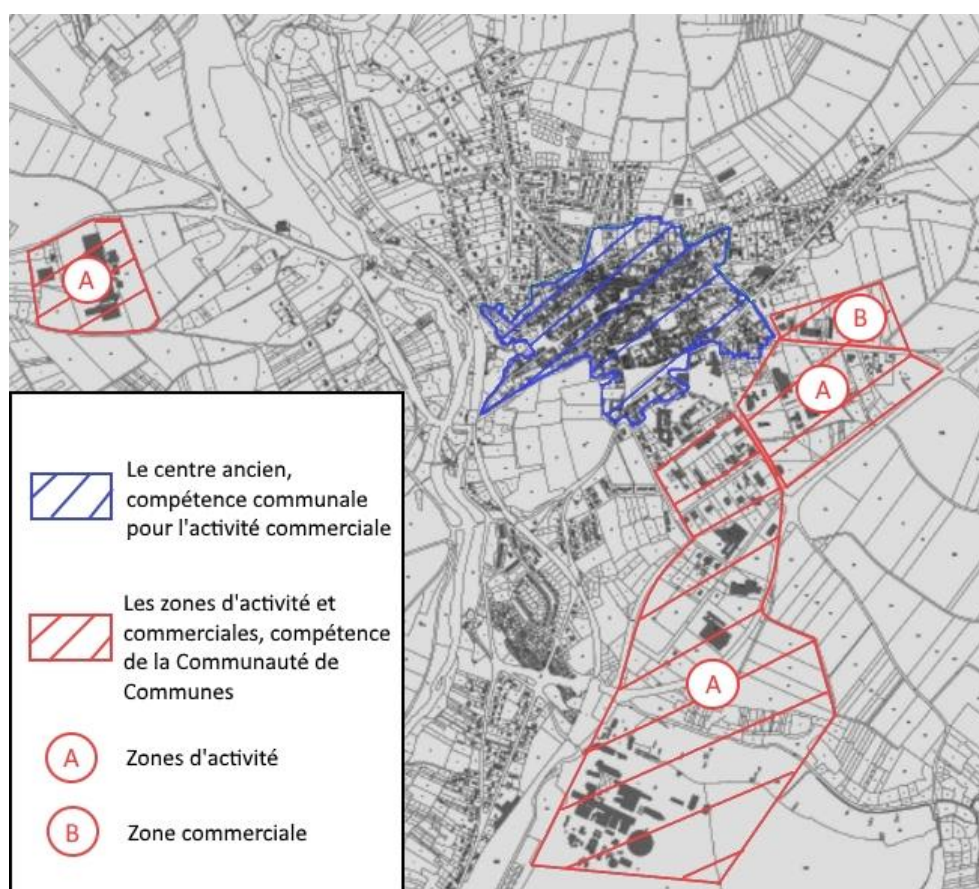 A
B
A
A
Le centre ancien,
compétence communale
pour l'activité commerciale
Les zones d'activité et
commerciales, compétence
de la Communauté de
Communes
A Zones d'activité
B Zone commerciale